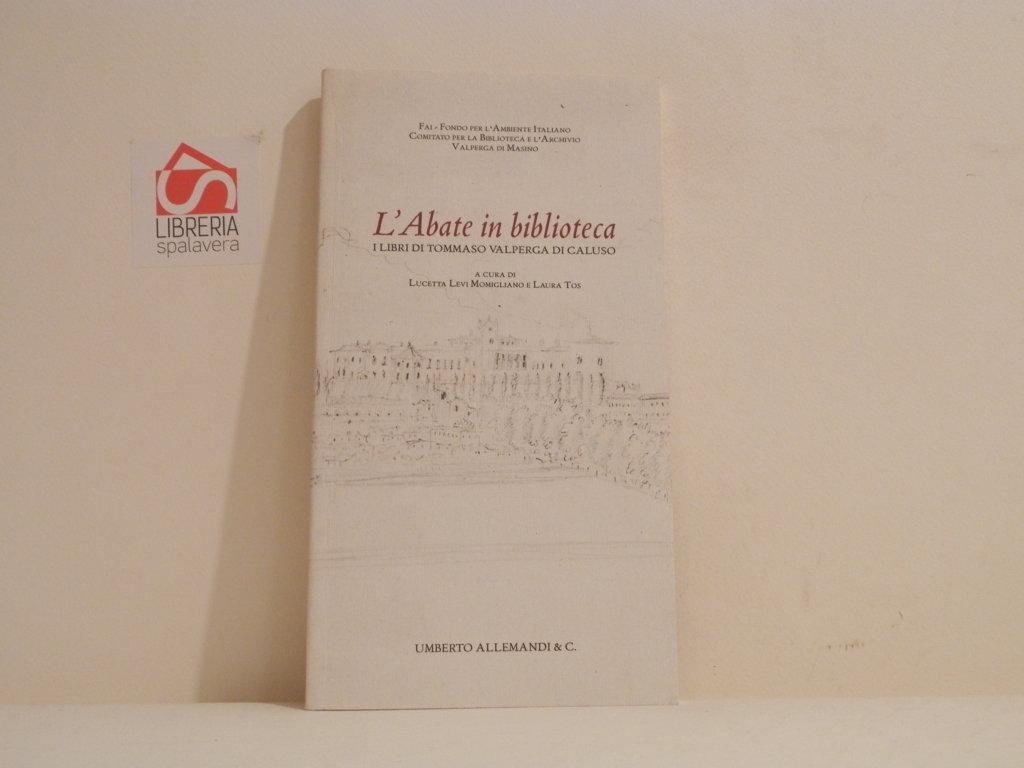 FAI - FONDO PER L'AMBIENTE ITALIANO
COMITATO PER LA BIBLIOTECA E L'ARCHIVIO
VALPERGA DI MASINO
L'Abate in biblioteca
I LIBRI DI TOMMASO VALPERGA DI CALUSO
A CURA DI
LUCETTA LEVI MOMIGLIANO E LAURA TOS
UMBERTO ALLEMANDI & C.
LIBRERIA
spalavera